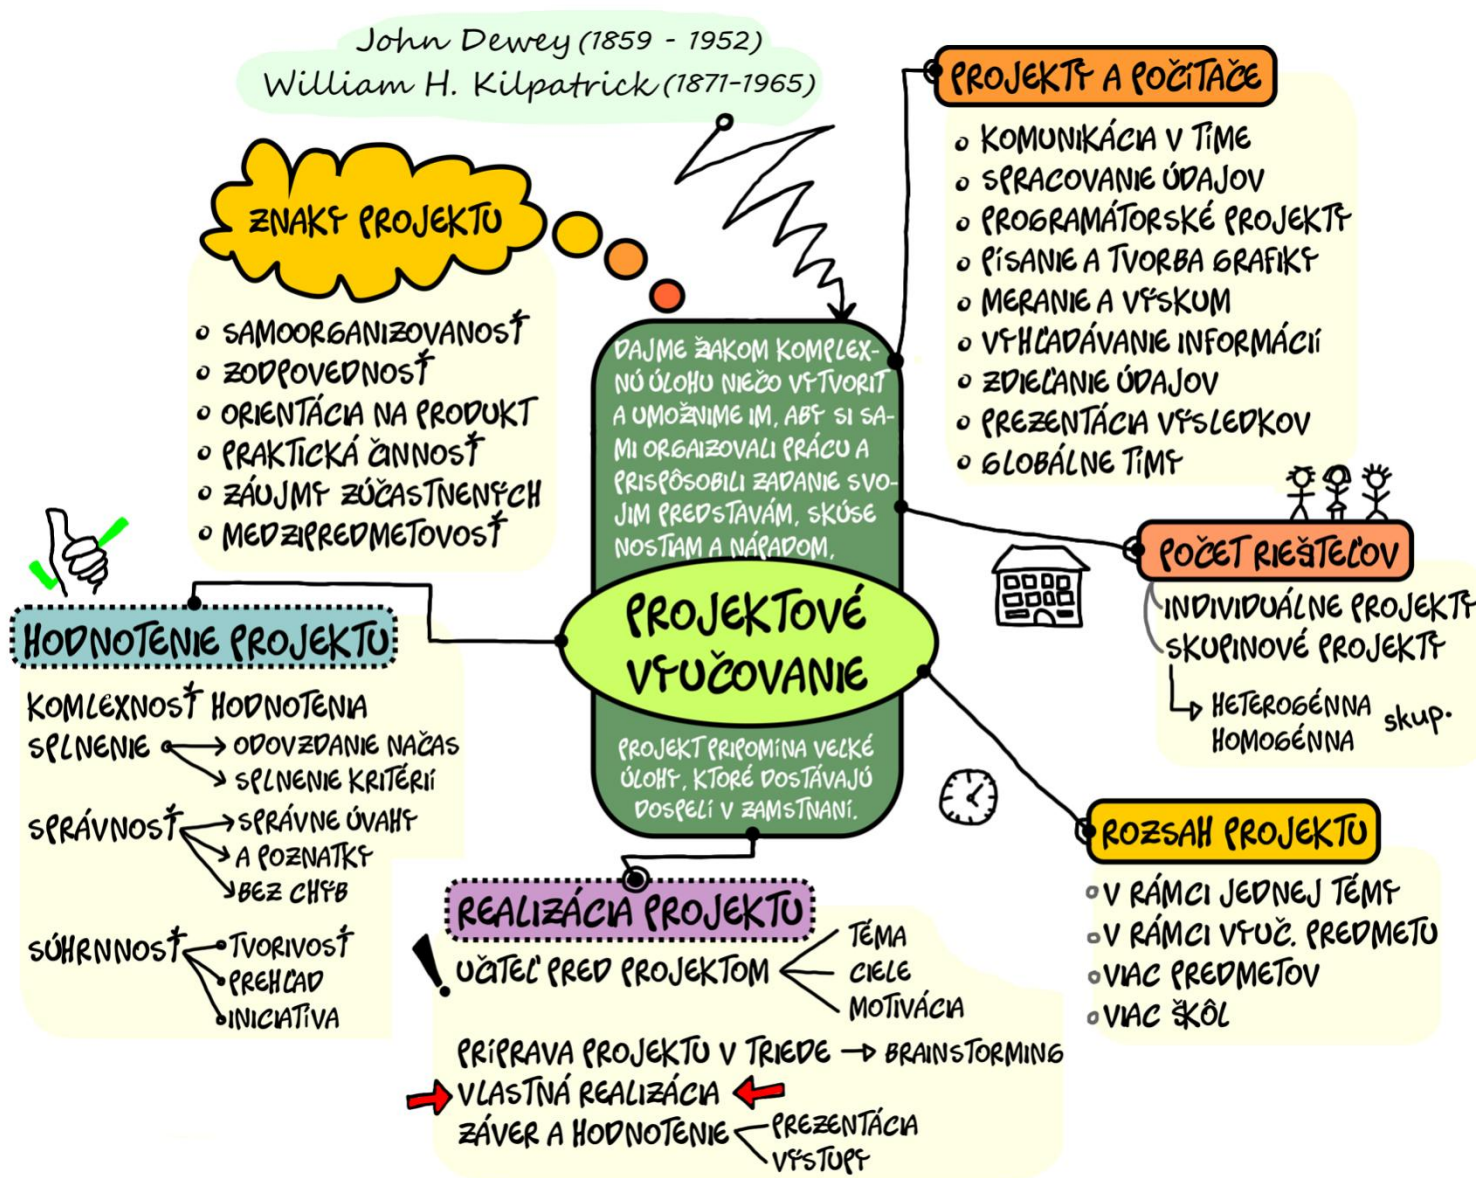 John Dewey (1859 - 1952)
William H. Kilpatrick (1871-1965)
ZNAKY PROJEKTU
SAMOORGANIZOVANOSŤ
ZODPOVEDNOSŤ
ORIENTÁCIA NA PRODUKT
PRAKTICKÁ ČINNOSŤ
ZÁUJMY ZÚČASTNENÝCH
MEDZIPREDMETOVOSŤ
PROJEKTY A POČÍTAČE
KOMUNIKÁCIA V TÍME
SPRACOVANIE ÚDAJOV
PROGRAMÁTORSKÉ PROJEKTY
PÍSANIE A TVORBA GRAFIKY
MERANIE A VÝSKUM
VYHĽADÁVANIE INFORMÁCIÍ
ZDIEĽANIE ÚDAJOV
PREZENTÁCIA VÝSLEDKOV
GLOBÁLNE TÍMY
DAJME ŽIAKOM KOMPLEX-
NÚ ÚLOHU NIEČO VYTVORIŤ
A UMOŽNIME IM, ABY SI SA-
MI ORGAIZOVALI PRÁCU A
PRISPÔSOBILI ZADANIE SVO-
JIM PREDSTAVÁM, SKÚSE
NOSTIAM A NÁPADOM,
PROJEKTOVÉ
VYUČOVANIE
PROJEKT PRIPOMÍNA VEĽKÉ
ÚLOHY, KTORÉ DOSTÁVAJÚ
DOSPELÍ V ZAMSTNANÍ.
POČET RIEŠITEĽOV
INDIVIDUÁLNE PROJEKTY
SKUPINOVÉ PROJEKTY
HETEROGÉNNA
HOMOGÉNNA
skup.
ROZSAH PROJEKTU
V RÁMCI JEDNEJ TÉMY
V RÁMCI VYUČ. PREDMETU
VIAC PREDMETOV
VIAC ŠKÔL
HODNOTENIE PROJEKTU
KOMLEXNOSŤ HODNOTENIA
SPLNENIE
ODOVZDANIE NAČAS
SPLNENIE KRITÉRIÍ
SPRÁVNOSŤ
SPRÁVNE ÚVAHY
A POZNATKY
BEZ CHÝB
SÚHRNNOSŤ
TVORIVOSŤ
PREHĽAD
INICIATÍVA
REALIZÁCIA PROJEKTU
! UČITEĽ PRED PROJEKTOM
TÉMA
CIELE
MOTIVÁCIA
PRÍPRAVA PROJEKTU V TRIEDE → BRAINSTORMING
VLASTNÁ REALIZÁCIA
ZÁVER A HODNOTENIE
PREZENTÁCIA
VÝSTUPY